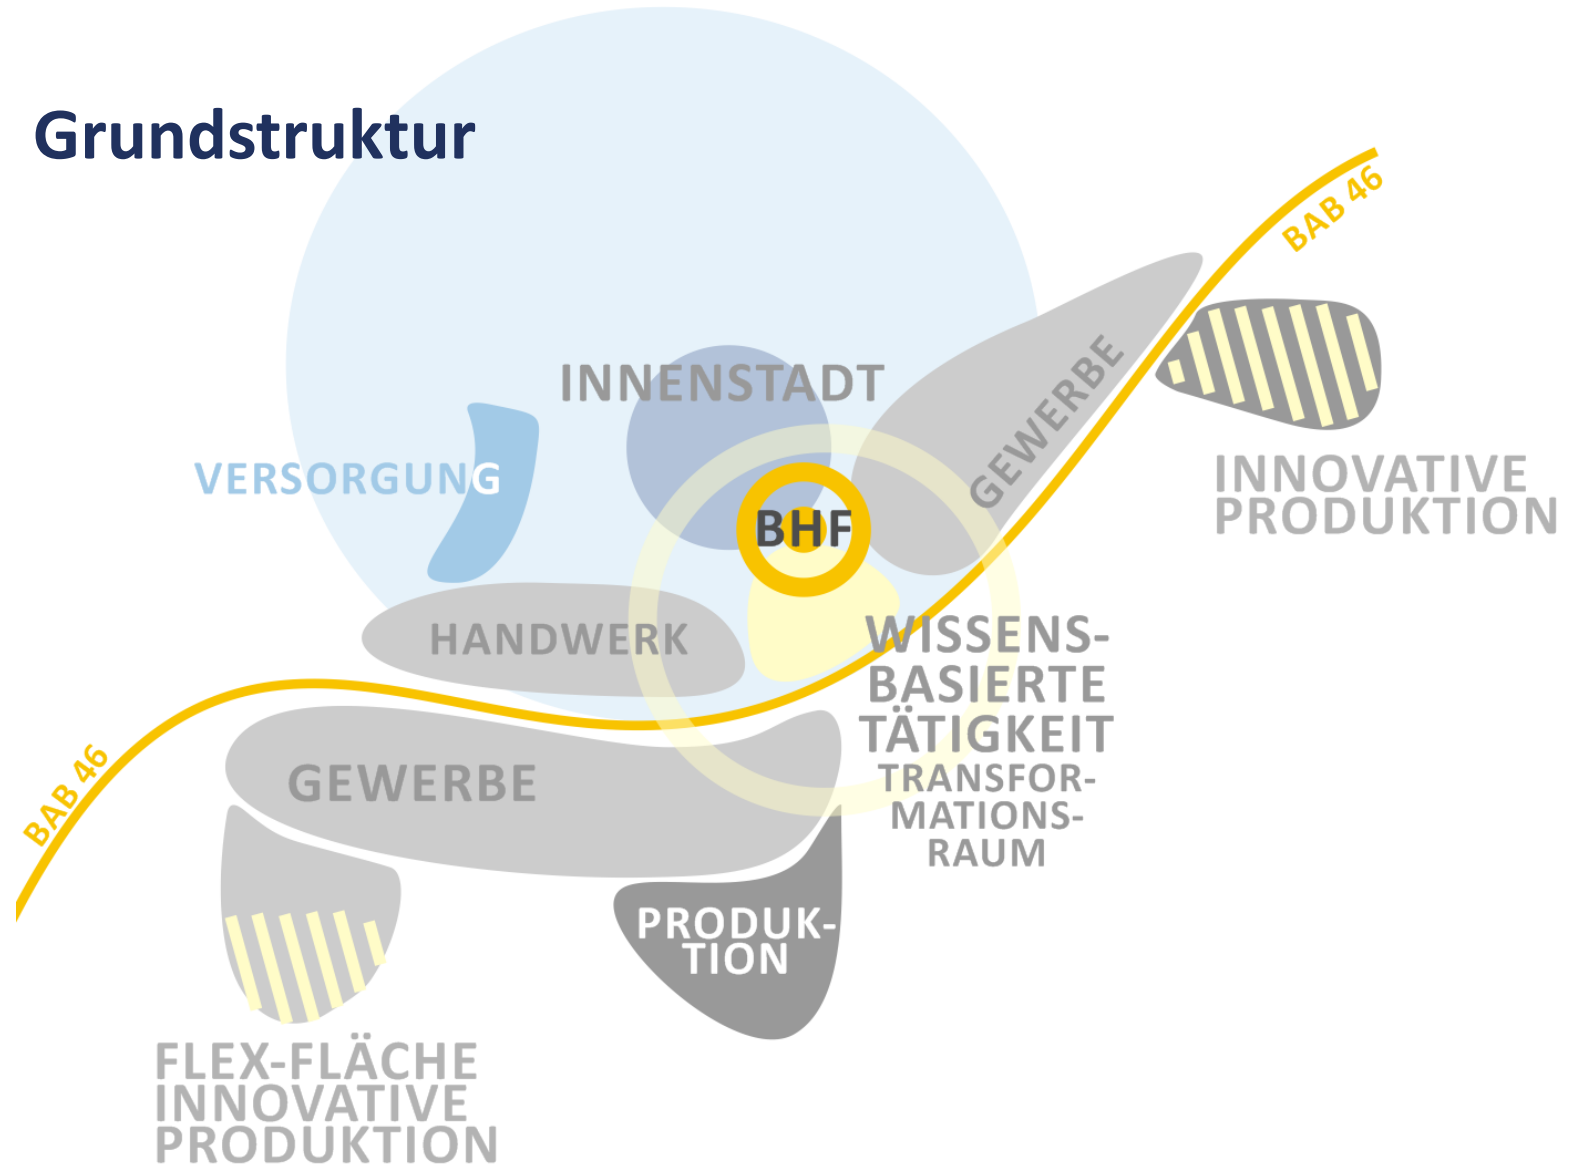 Grundstruktur
BAB 46
INNENSTADT
GEWERBE
VERSORGUNG
INNOVATIVE
PRODUKTION
BHF
HANDWERK
WISSENS-
BASIERTE
TÄTIGKEIT
TRANSFOR-
MATIONS-
RAUM
BAB 46
GEWERBE
PRODUK-
TION
FLEX-FLÄCHE
INNOVATIVE
PRODUKTION